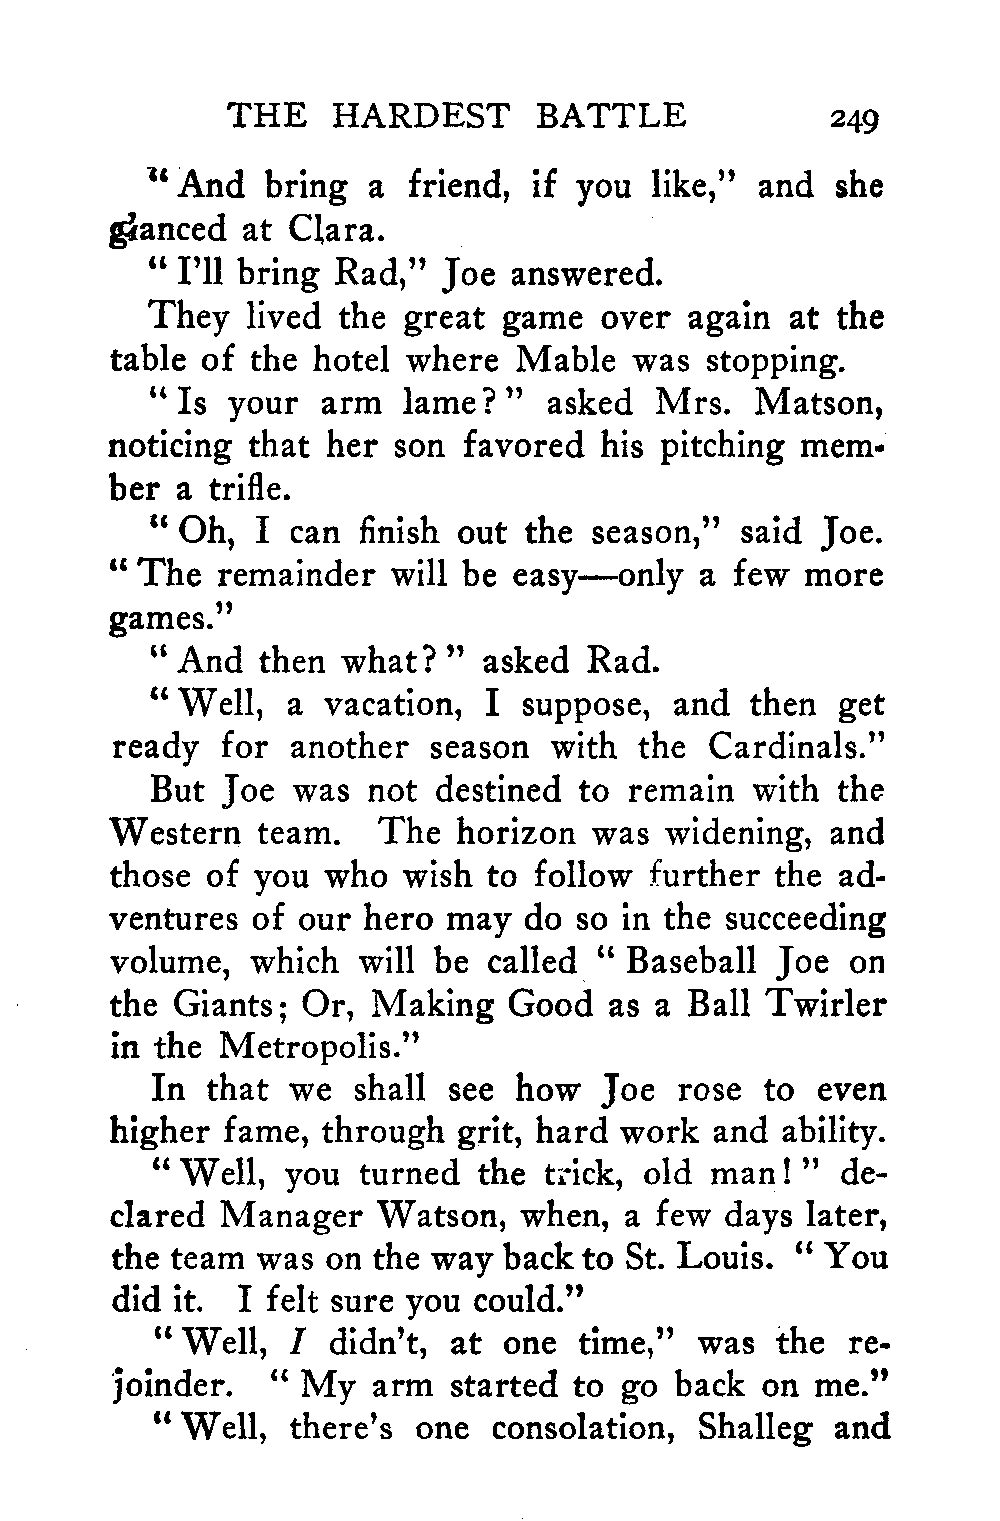 THE HARDEST BATTLE 249
“ And bring a friend, if you like,” and she
glanced at Clara.
“ I’ll bring Rad,” Joe answered.
They lived the great game over again at the
table of the hotel where Mable was stopping.
“ Is your arm lame? ” asked Mrs. Matson,
noticing that her son favored his pitching mem-
ber a trifle.
“ Oh, I can finish out the season,” said Joe.
“ The remainder will be easy—only a few more
games.”
“ And then what? ” asked Rad.
“ Well, a vacation, I suppose, and then get
ready for another season with the Cardinals.”
But Joe was not destined to remain with the
Western team. The horizon was widening, and
those of you who wish to follow further the ad-
ventures of our hero may do so in the succeeding
volume, which will be called “ Baseball Joe on
the Giants; Or, Making Good as a Ball Twirler
in the Metropolis.”
In that we shall see how Joe rose to even
higher fame, through grit, hard work and ability.
“ Well, you turned the trick, old man! ” de-
clared Manager Watson, when, a few days later,
the team was on the way back to St. Louis. “ You
did it. I felt sure you could.”
“ Well, I didn’t, at one time,” was the re-
joinder. “ My arm started to go back on me.”
“ Well, there’s one consolation, Shalleg and